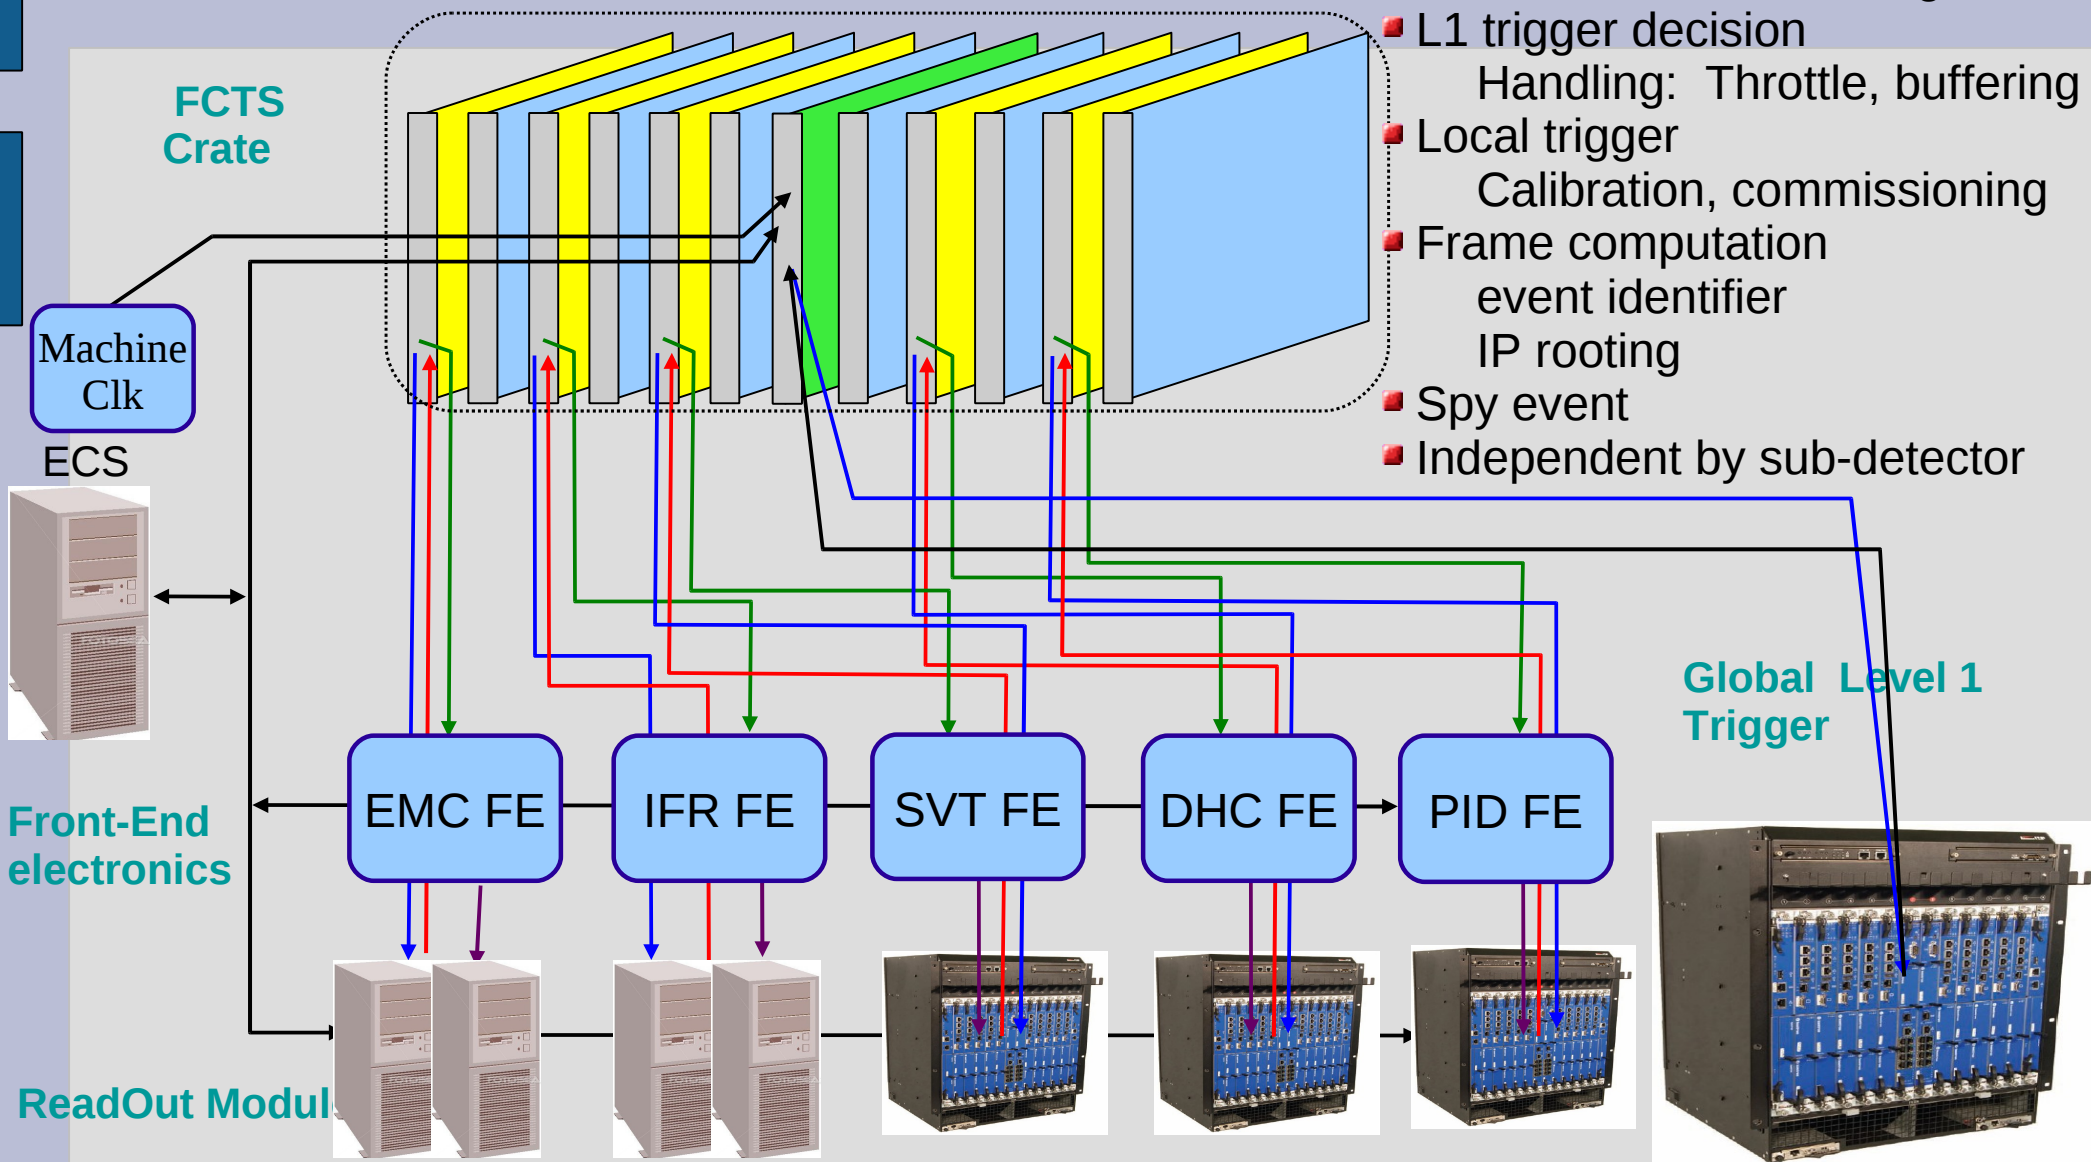 L1 trigger decision
Handling: Throttle, buffering
Local trigger
Calibration, commissioning
Frame computation
event identifier
IP rooting
Spy event
Independent by sub-detector
FCTS
Crate
Machine
Clk
ECS
Global Level 1
Trigger
Front-End
electronics
EMC FE
IFR FE
SVT FE
DHC FE
PID FE
ReadOut Modul